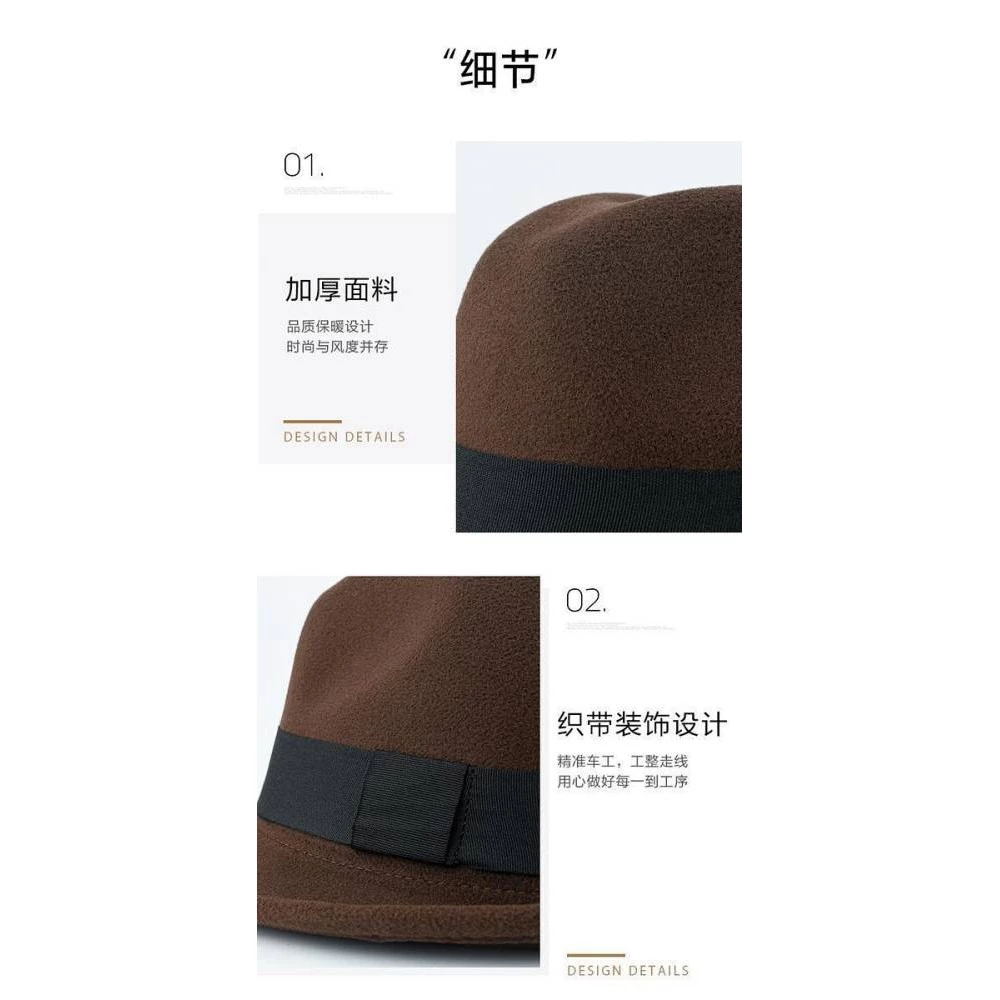 “细节”
01.
加厚面料
品质保暖设计
时尚与风度并存
DESIGN DETAILS
02.
织带装饰设计
精准车工，工整走线
用心做好每一到工序
DESIGN DETAILS